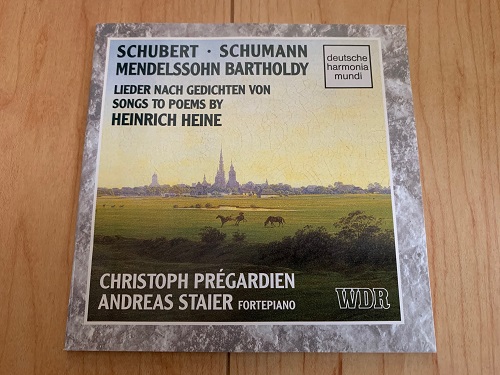 SCHUBERT · SCHUMANN
MENDELSSOHN BARTHOLDY
LIEDER NACH GEDICHTEN VON
SONGS TO POEMS BY
HEINRICH HEINE
deutsche
harmonia
mundi
CHRISTOPH PRÉGARDIEN
ANDREAS STAIER FORTEPIANO
WDR